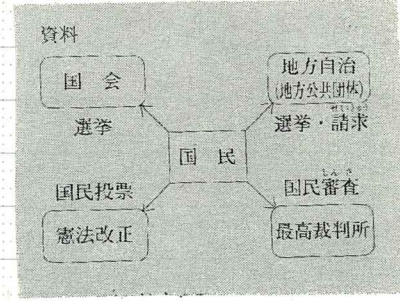 資料
国会
地方自治
(地方公共団体)
選挙
せいきゅう
選挙・請求
国民
国民投票
しんさ
国民審査
憲法改正
最高裁判所